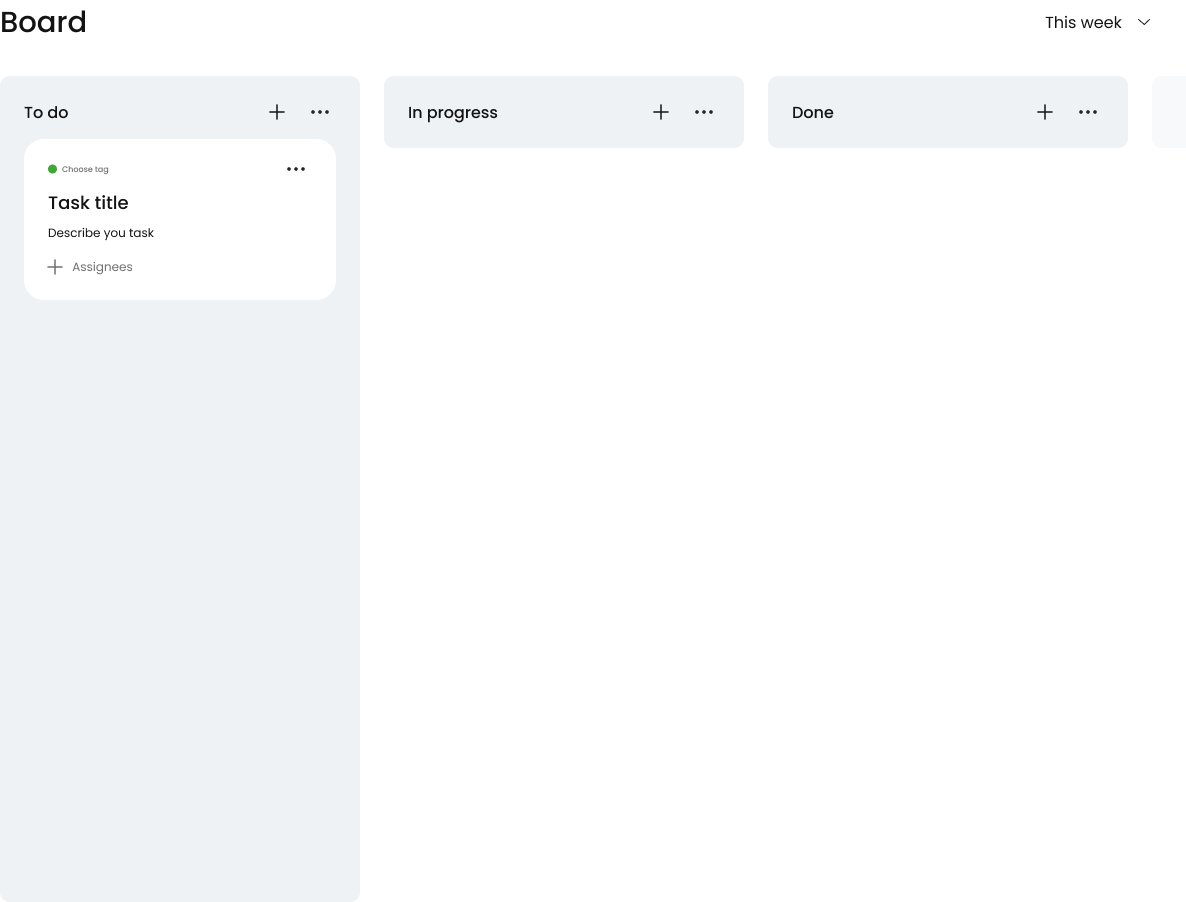 Board
This week
To do
In progress
Done
Choose tag
Task title
Describe you task
Assignees